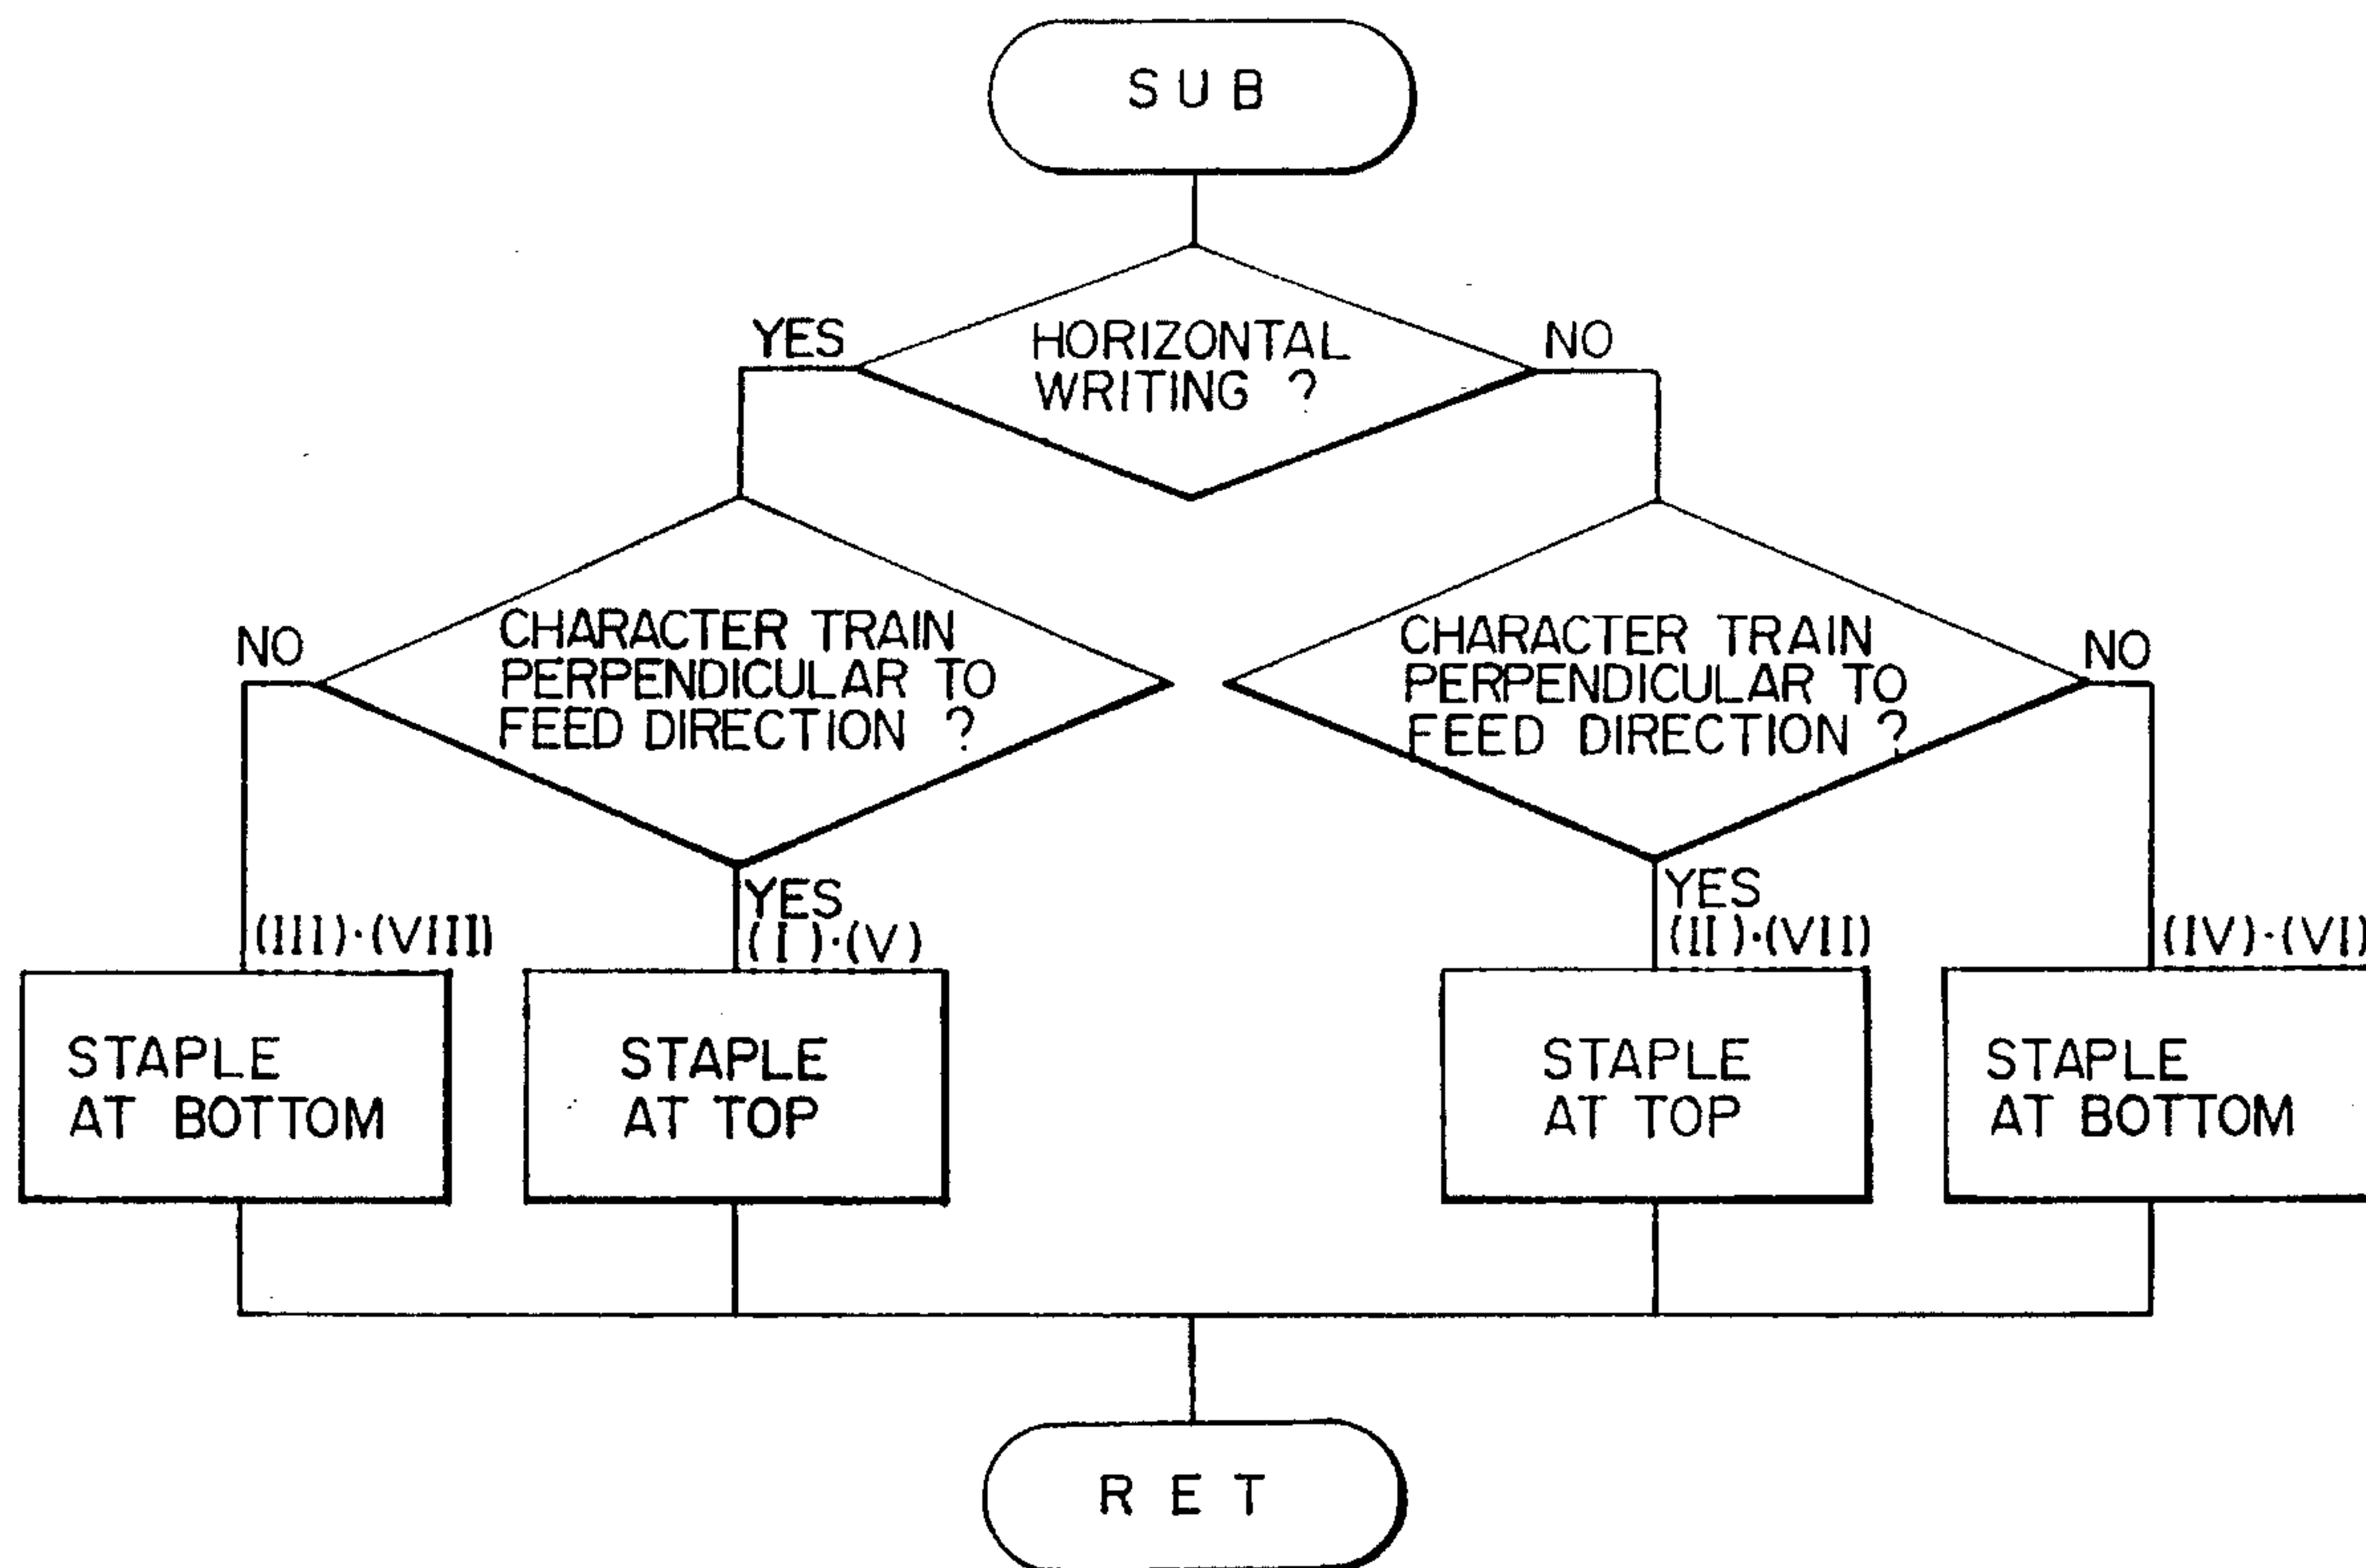 SUB
YES
HORIZONTAL
WRITING ?
NO
NO
CHARACTER TRAIN
PERPENDICULAR TO
FEED DIRECTION ?
CHARACTER TRAIN
PERPENDICULAR TO
FEED DIRECTION ?
NO
YES
YES
(III)·(VIII)
(I)·(V)
(II)·(VII)
(IV)·(VI)
STAPLE
AT BOTTOM
STAPLE
AT TOP
STAPLE
AT TOP
STAPLE
AT BOTTOM
RET